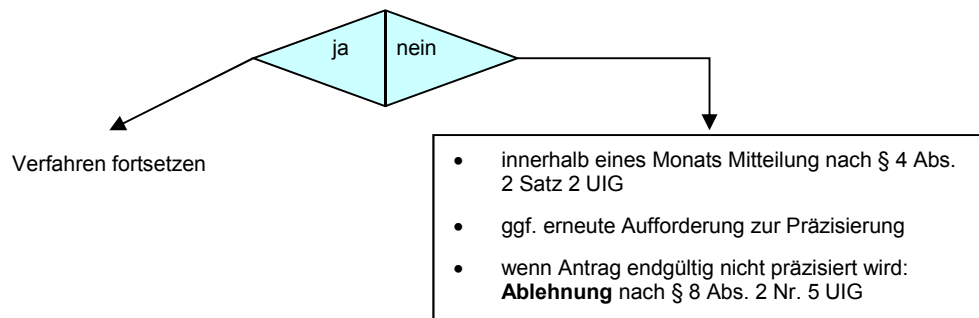 ja nein
Verfahren fortsetzen
• innerhalb eines Monats Mitteilung nach § 4 Abs.
2 Satz 2 UIG
• ggf. erneute Aufforderung zur Präzisierung
• wenn Antrag endgültig nicht präzisiert wird:
Ablehnung nach § 8 Abs. 2 Nr. 5 UIG